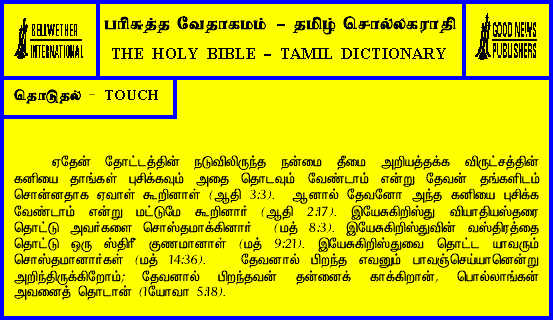 BELLWETHER
INTERNATIONAL
பரிசுத்த வேதாகமம் – தமிழ் சொல்லகராதி
THE HOLY BIBLE – TAMIL DICTIONARY
GOOD NEWS
PUBLISHERS
தொடுதல் – TOUCH
ஏதேன் தோட்டத்தின் நடுவிலிருந்த நன்மை தீமை அறியத்தக்க விருட்சத்தின்
கனியை தாங்கள் புசிக்கவும் அதை தொடவும் வேண்டாம் என்று தேவன் தங்களிடம்
சொன்னதாக ஏவாள் கூறினாள் (ஆதி 3:3). ஆனால் தேவனோ அந்த கனியை புசிக்க
வேண்டாம் என்று மட்டுமே கூறினார் (ஆதி 2:17). இயேசுகிறிஸ்து வியாதியஸ்தரை
தொட்டு அவர்களை சொஸ்தமாக்கினார் (மத் 8:3). இயேசுகிறிஸ்துவின் வஸ்திரத்தை
தொட்டு ஒரு ஸ்திரீ குணமானாள் (மத் 9:21). இயேசுகிறிஸ்துவை தொட்ட யாவரும்
சொஸ்தமானார்கள் (மத் 14:36). தேவனால் பிறந்த எவனும் பாவஞ்செய்யானென்று
அறிந்திருக்கிறோம்; தேவனால் பிறந்தவன் தன்னைக் காக்கிறான், பொல்லாங்கன்
அவனைத் தொடான் (1யோவா 5:18).